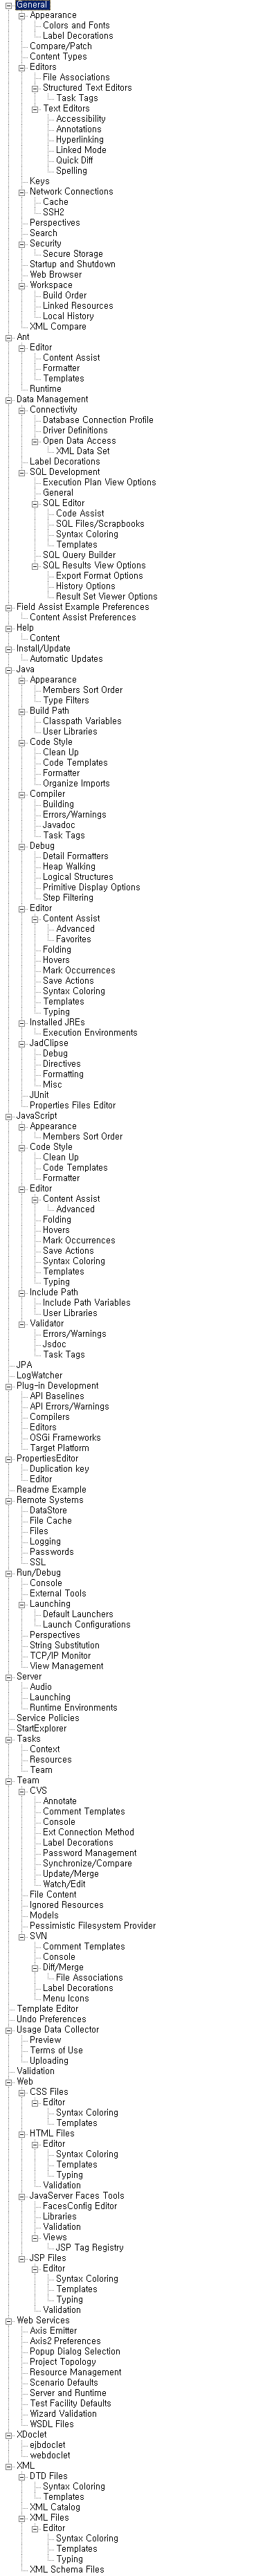 General
Appearance
Colors and Fonts
Label Decorations
Compare/Patch
Content Types
Editors
File Associations
Structured Text Editors
Task Tags
Text Editors
Accessibility
Annotations
Hyperlinking
Linked Mode
Quick Diff
Spelling
Keys
Network Connections
Cache
SSH2
Perspectives
Search
Security
Secure Storage
Startup and Shutdown
Web Browser
Workspace
Build Order
Linked Resources
Local History
XML Compare
Ant
Editor
Content Assist
Formatter
Templates
Runtime
Data Management
Connectivity
Database Connection Profile
Driver Definitions
Open Data Access
XML Data Set
Label Decorations
SQL Development
Execution Plan View Options
General
SQL Editor
Code Assist
SQL Files/Scrapbooks
Syntax Coloring
Templates
SQL Query Builder
SQL Results View Options
Export Format Options
History Options
Result Set Viewer Options
Field Assist Example Preferences
Content Assist Preferences
Help
Content
Install/Update
Automatic Updates
Java
Appearance
Members Sort Order
Type Filters
Build Path
Classpath Variables
User Libraries
Code Style
Clean Up
Code Templates
Formatter
Organize Imports
Compiler
Building
Errors/Warnings
Javadoc
Task Tags
Debug
Detail Formatters
Heap Walking
Logical Structures
Primitive Display Options
Step Filtering
Editor
Content Assist
Advanced
Favorites
Folding
Hovers
Mark Occurrences
Save Actions
Syntax Coloring
Templates
Typing
Installed JREs
Execution Environments
JadClipse
Debug
Directives
Formatting
Misc
JUnit
Properties Files Editor
JavaScript
Appearance
Members Sort Order
Code Style
Clean Up
Code Templates
Formatter
Editor
Content Assist
Advanced
Folding
Hovers
Mark Occurrences
Save Actions
Syntax Coloring
Templates
Typing
Include Path
Include Path Variables
User Libraries
Validator
Errors/Warnings
Jsdoc
Task Tags
JPA
LogWatcher
Plug-in Development
API Baselines
API Errors/Warnings
Compilers
Editors
OSGi Frameworks
Target Platform
PropertiesEditor
Duplication key
Editor
Readme Example
Remote Systems
DataStore
File Cache
Files
Logging
Passwords
SSL
Run/Debug
Console
External Tools
Launching
Default Launchers
Launch Configurations
Perspectives
String Substitution
TCP/IP Monitor
View Management
Server
Audio
Launching
Runtime Environments
Service Policies
StartExplorer
Tasks
Context
Resources
Team
Team
CVS
Annotate
Comment Templates
Console
Ext Connection Method
Label Decorations
Password Management
Synchronize/Compare
Update/Merge
Watch/Edit
File Content
Ignored Resources
Models
Pessimistic Filesystem Provider
SVN
Comment Templates
Console
Diff/Merge
File Associations
Label Decorations
Menu Icons
Template Editor
Undo Preferences
Usage Data Collector
Preview
Terms of Use
Uploading
Validation
Web
CSS Files
Editor
Syntax Coloring
Templates
HTML Files
Editor
Syntax Coloring
Templates
Typing
Validation
JavaServer Faces Tools
FacesConfig Editor
Libraries
Validation
Views
JSP Tag Registry
JSP Files
Editor
Syntax Coloring
Templates
Typing
Validation
Web Services
Axis Emitter
Axis2 Preferences
Popup Dialog Selection
Project Topology
Resource Management
Scenario Defaults
Server and Runtime
Test Facility Defaults
Wizard Validation
WSDL Files
XDoclet
ejbdoclet
webdoclet
XML
DTD Files
Syntax Coloring
Templates
XML Catalog
XML Files
Editor
Syntax Coloring
Templates
Typing
XML Schema Files